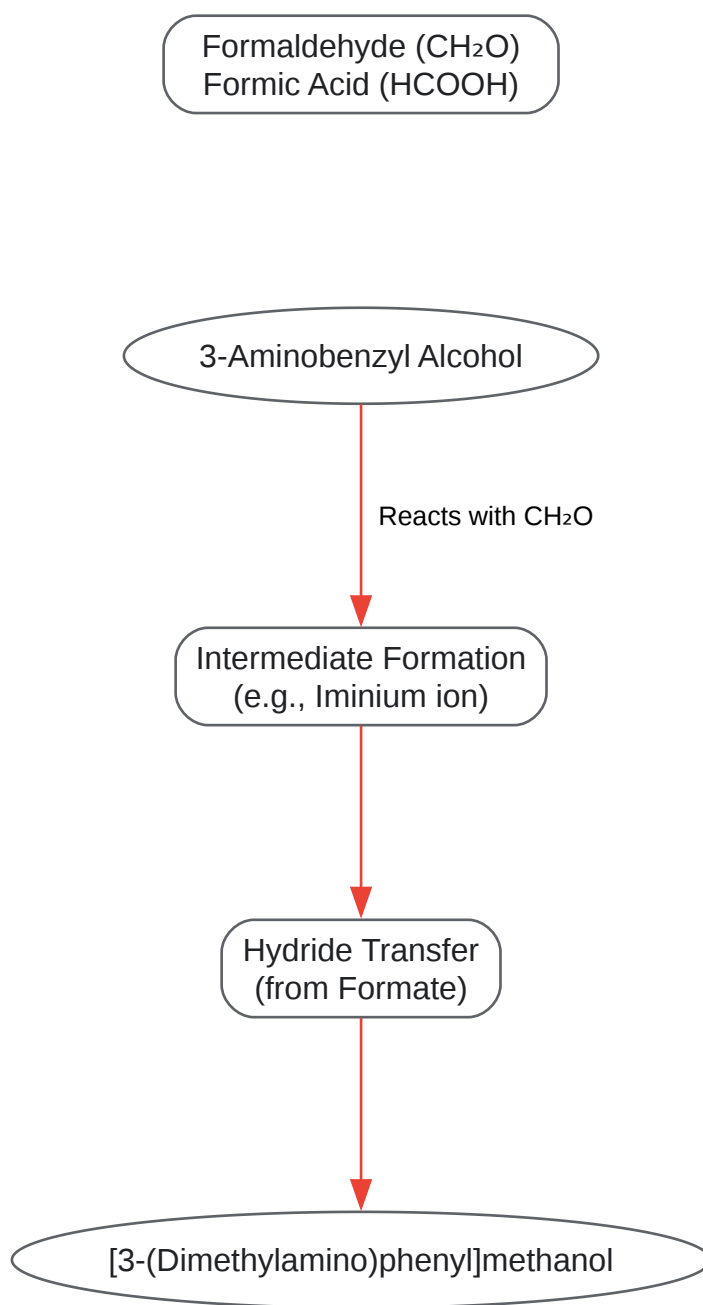 Formaldehyde (CH₂O)
Formic Acid (HCOOH)
3-Aminobenzyl Alcohol
Reacts with CH₂O
Intermediate Formation
(e.g., Iminium ion)
Hydride Transfer
(from Formate)
[3-(Dimethylamino)phenyl]methanol